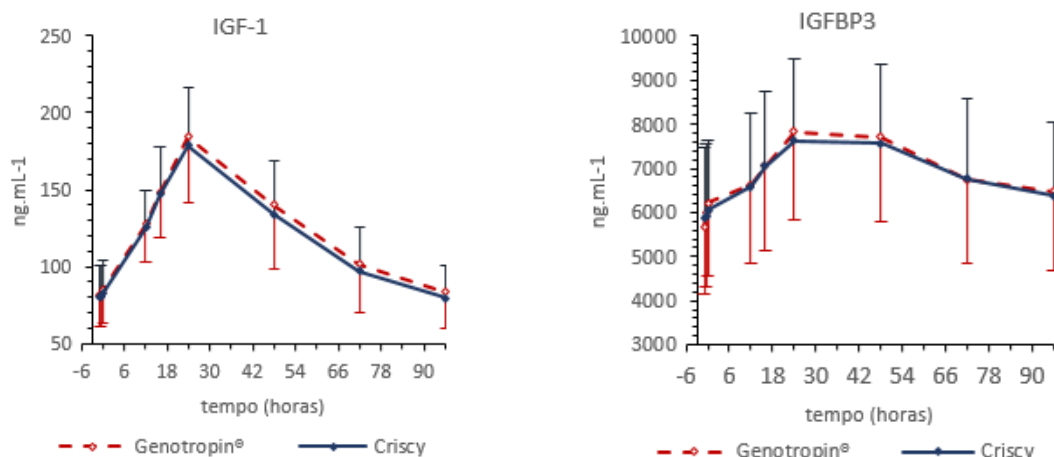 IGF-1
250
200
150
100
50
ng.mL-1
-6 6 18 30 42 54 66 78 90
tempo (horas)
Genotropin® Criscy
IGFBP3
10000
9000
8000
7000
6000
5000
4000
3000
ng.mL-1
-6 6 18 30 42 54 66 78 90
tempo (horas)
Genotropin® Criscy